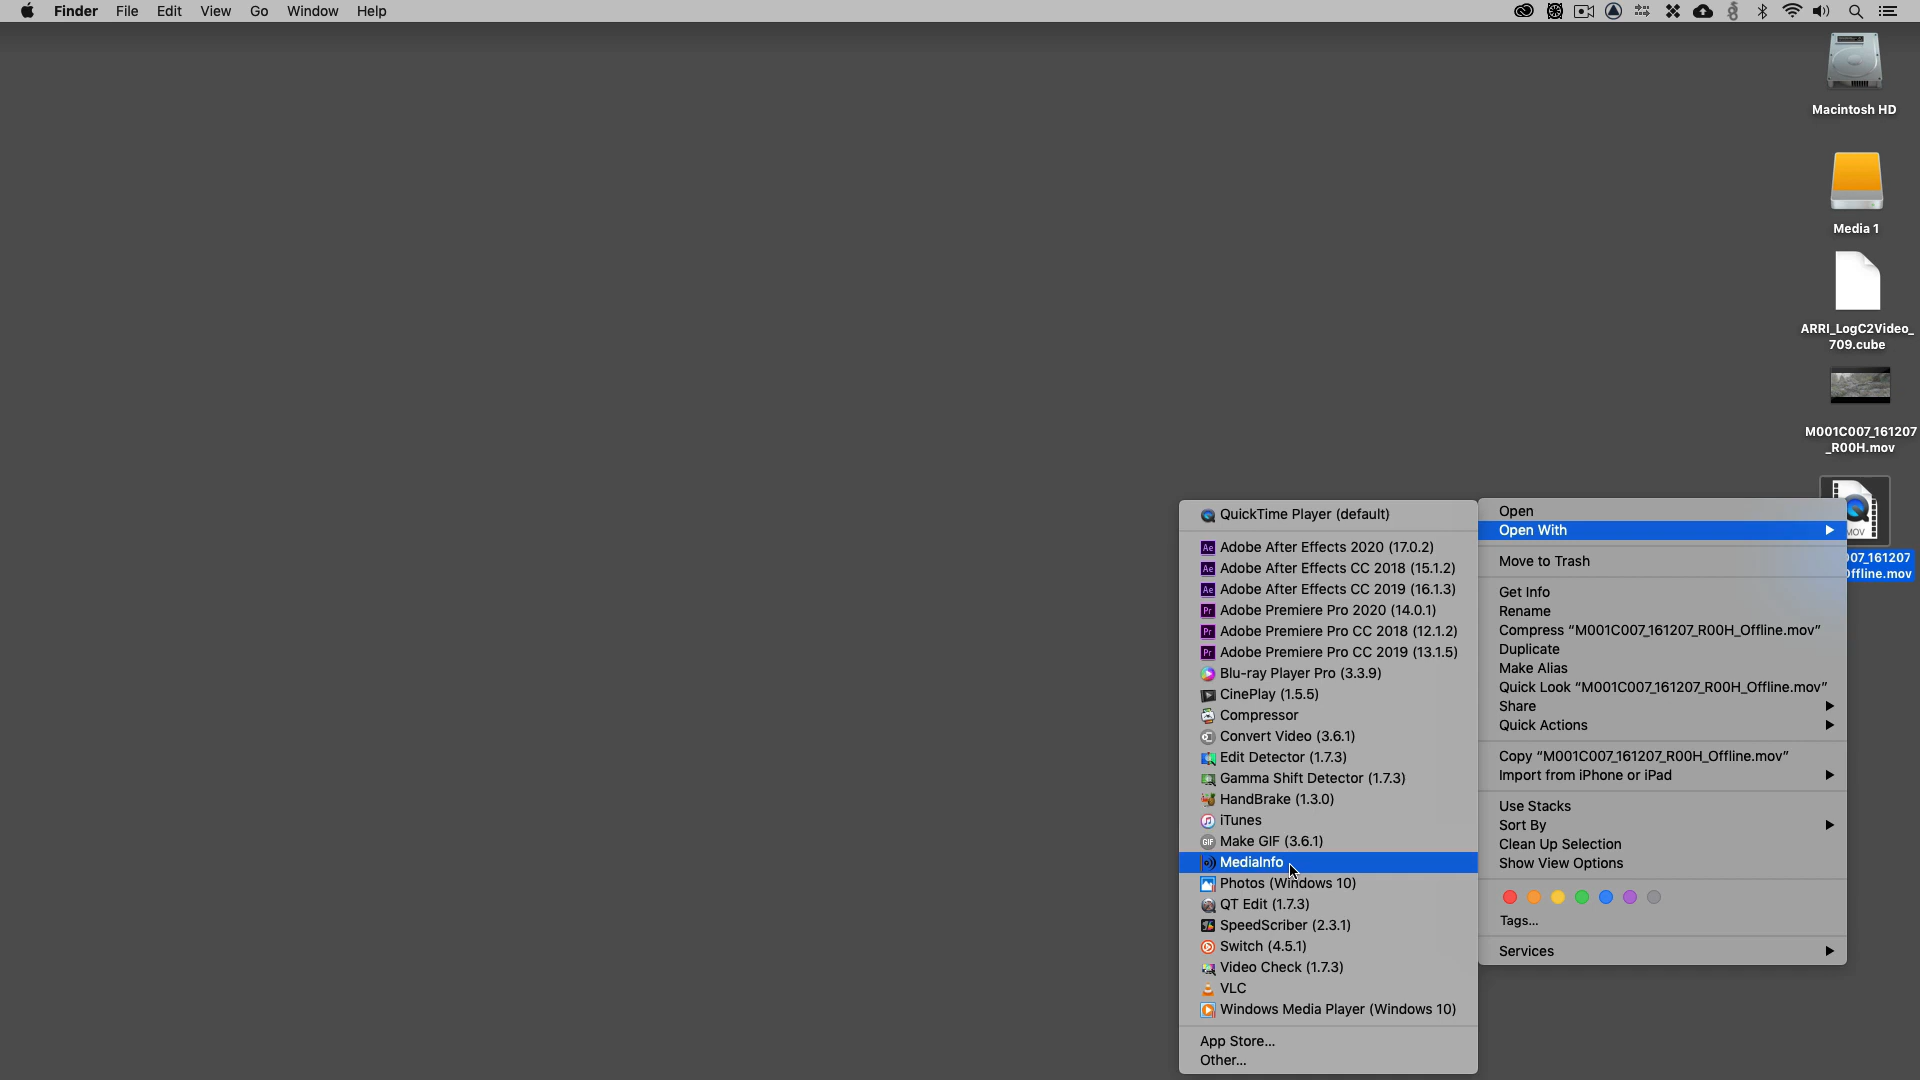 Finder File Edit View Go Window Help
Macintosh HD
Media 1
ARRI_LogC2Video_
709.cube
M001C007_161207
_R00H.mov
MOV
07_161207
Offline.mov
Open
Open With
Move to Trash
Get Info
Rename
Compress “M001C007_161207_R00H_Offline.mov”
Duplicate
Make Alias
Quick Look “M001C007_161207_R00H_Offline.mov”
Share
Quick Actions
Copy “M001C007_161207_R00H_Offline.mov”
Import from iPhone or iPad
Use Stacks
Sort By
Clean Up Selection
Show View Options
Tags...
Services
QuickTime Player (default)
Ae Adobe After Effects 2020 (17.0.2)
Ae Adobe After Effects CC 2018 (15.1.2)
Ae Adobe After Effects CC 2019 (16.1.3)
Pr Adobe Premiere Pro 2020 (14.0.1)
Pr Adobe Premiere Pro CC 2018 (12.1.2)
Pr Adobe Premiere Pro CC 2019 (13.1.5)
Blu-ray Player Pro (3.3.9)
CinePlay (1.5.5)
Compressor
Convert Video (3.6.1)
Edit Detector (1.7.3)
Gamma Shift Detector (1.7.3)
HandBrake (1.3.0)
iTunes
GIF Make GIF (3.6.1)
MediaInfo
Photos (Windows 10)
QT Edit (1.7.3)
SpeedScriber (2.3.1)
Switch (4.5.1)
Video Check (1.7.3)
VLC
Windows Media Player (Windows 10)
App Store...
Other...